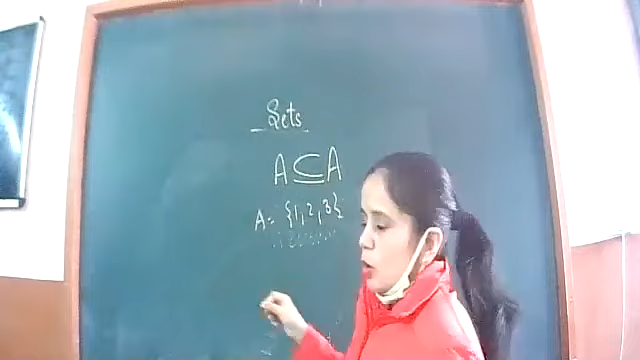 Sets
A ⊆ A
A = {1, 2, 3}